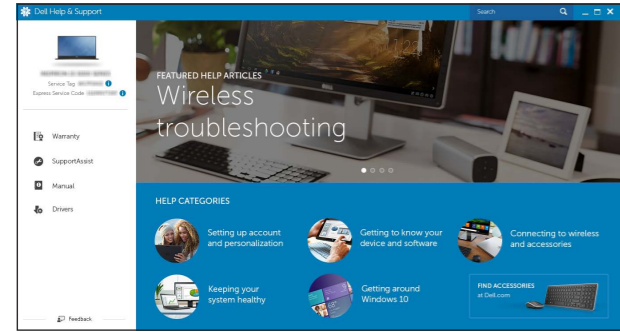 Dell Help & Support
Search
Service Tag:
Express Service Code:
Warranty
SupportAssist
Manual
Drivers
Feedback
FEATURED HELP ARTICLES
Wireless
troubleshooting
HELP CATEGORIES
Setting up account
and personalization
Getting to know your
device and software
Connecting to wireless
and accessories
Keeping your
system healthy
Getting around
Windows 10
FIND ACCESSORIES
at Dell.com